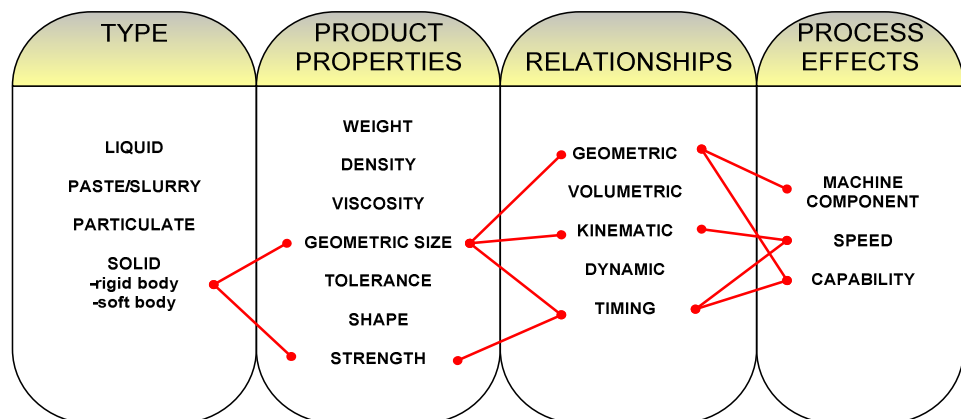 TYPE
PRODUCT
PROPERTIES
RELATIONSHIPS
PROCESS
EFFECTS
LIQUID
PASTE/SLURRY
PARTICULATE
SOLID
-rigid body
-soft body
WEIGHT
DENSITY
VISCOSITY
GEOMETRIC SIZE
TOLERANCE
SHAPE
STRENGTH
GEOMETRIC
VOLUMETRIC
KINEMATIC
DYNAMIC
TIMING
MACHINE
COMPONENT
SPEED
CAPABILITY